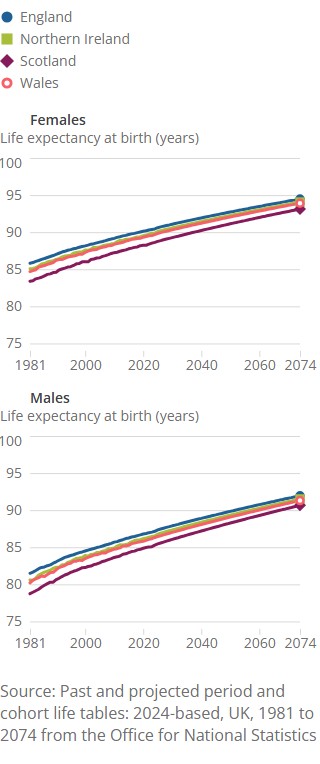 England
Northern Ireland
Scotland
Wales
Females
Life expectancy at birth (years)
100
95
90
85
80
75
1981 2000 2020 2040 2060 2074
Males
Life expectancy at birth (years)
100
95
90
85
80
75
1981 2000 2020 2040 2060 2074
Source: Past and projected period and
cohort life tables: 2024-based, UK, 1981 to
2074 from the Office for National Statistics